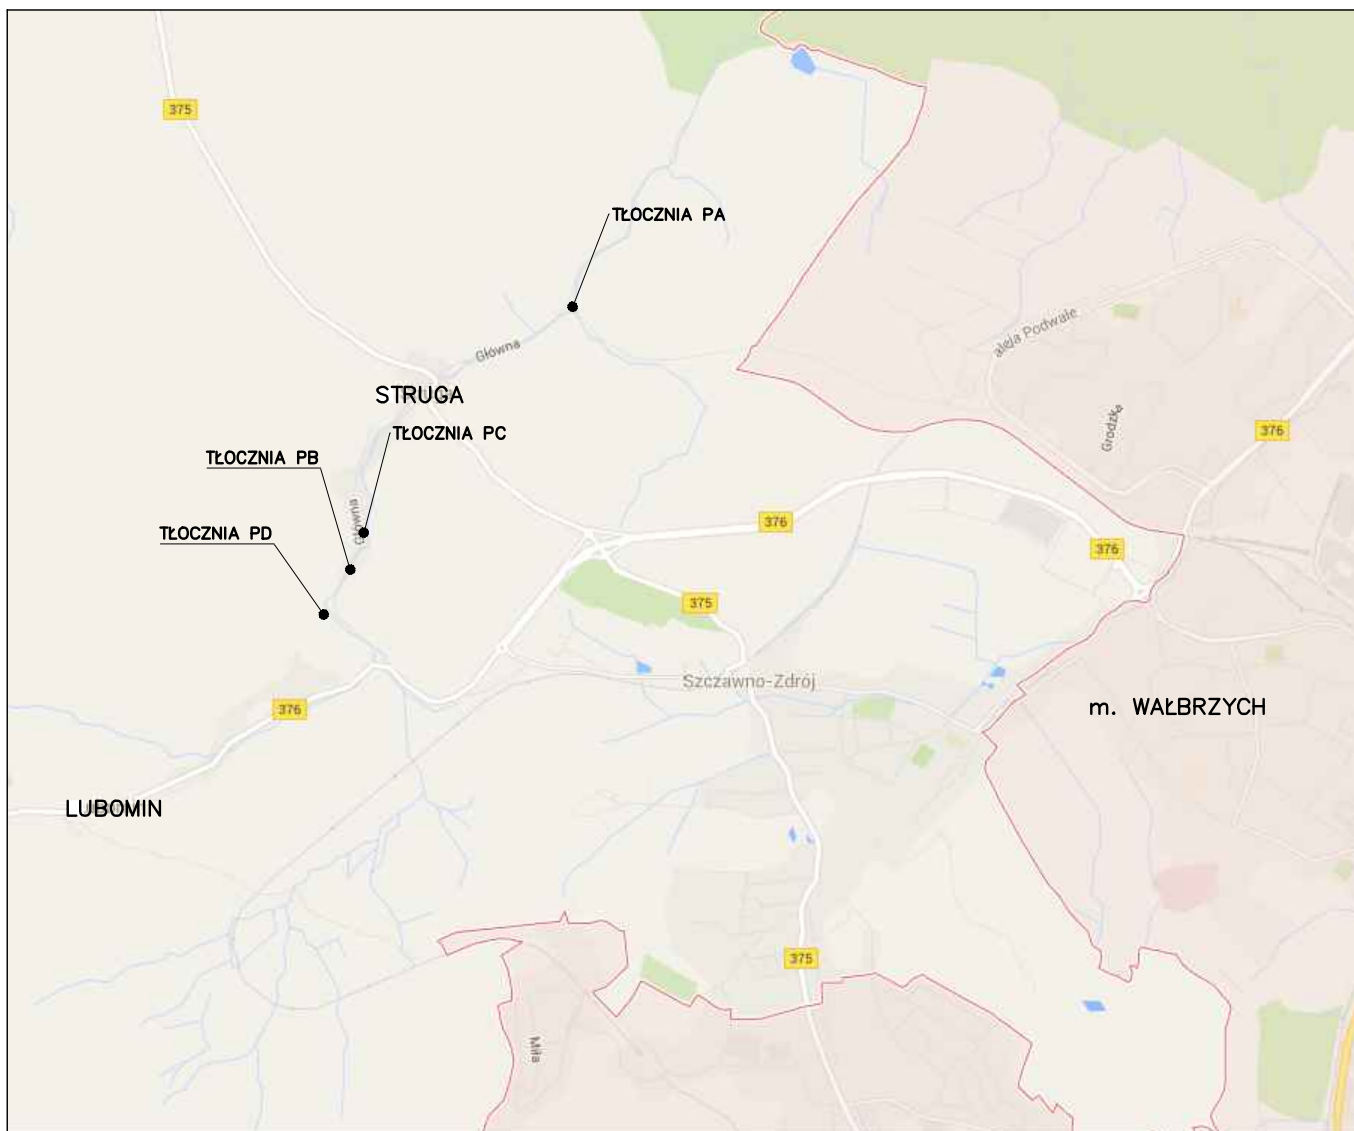 375
TŁOCZNIA PA
aleja Podwale
Główna
STRUGA
Grodzka
376
TŁOCZNIA PC
TŁOCZNIA PB
Główna
376
TŁOCZNIA PD
376
375
Szczawno-Zdrój
376
m. WAŁBRZYCH
LUBOMIN
375
Miła